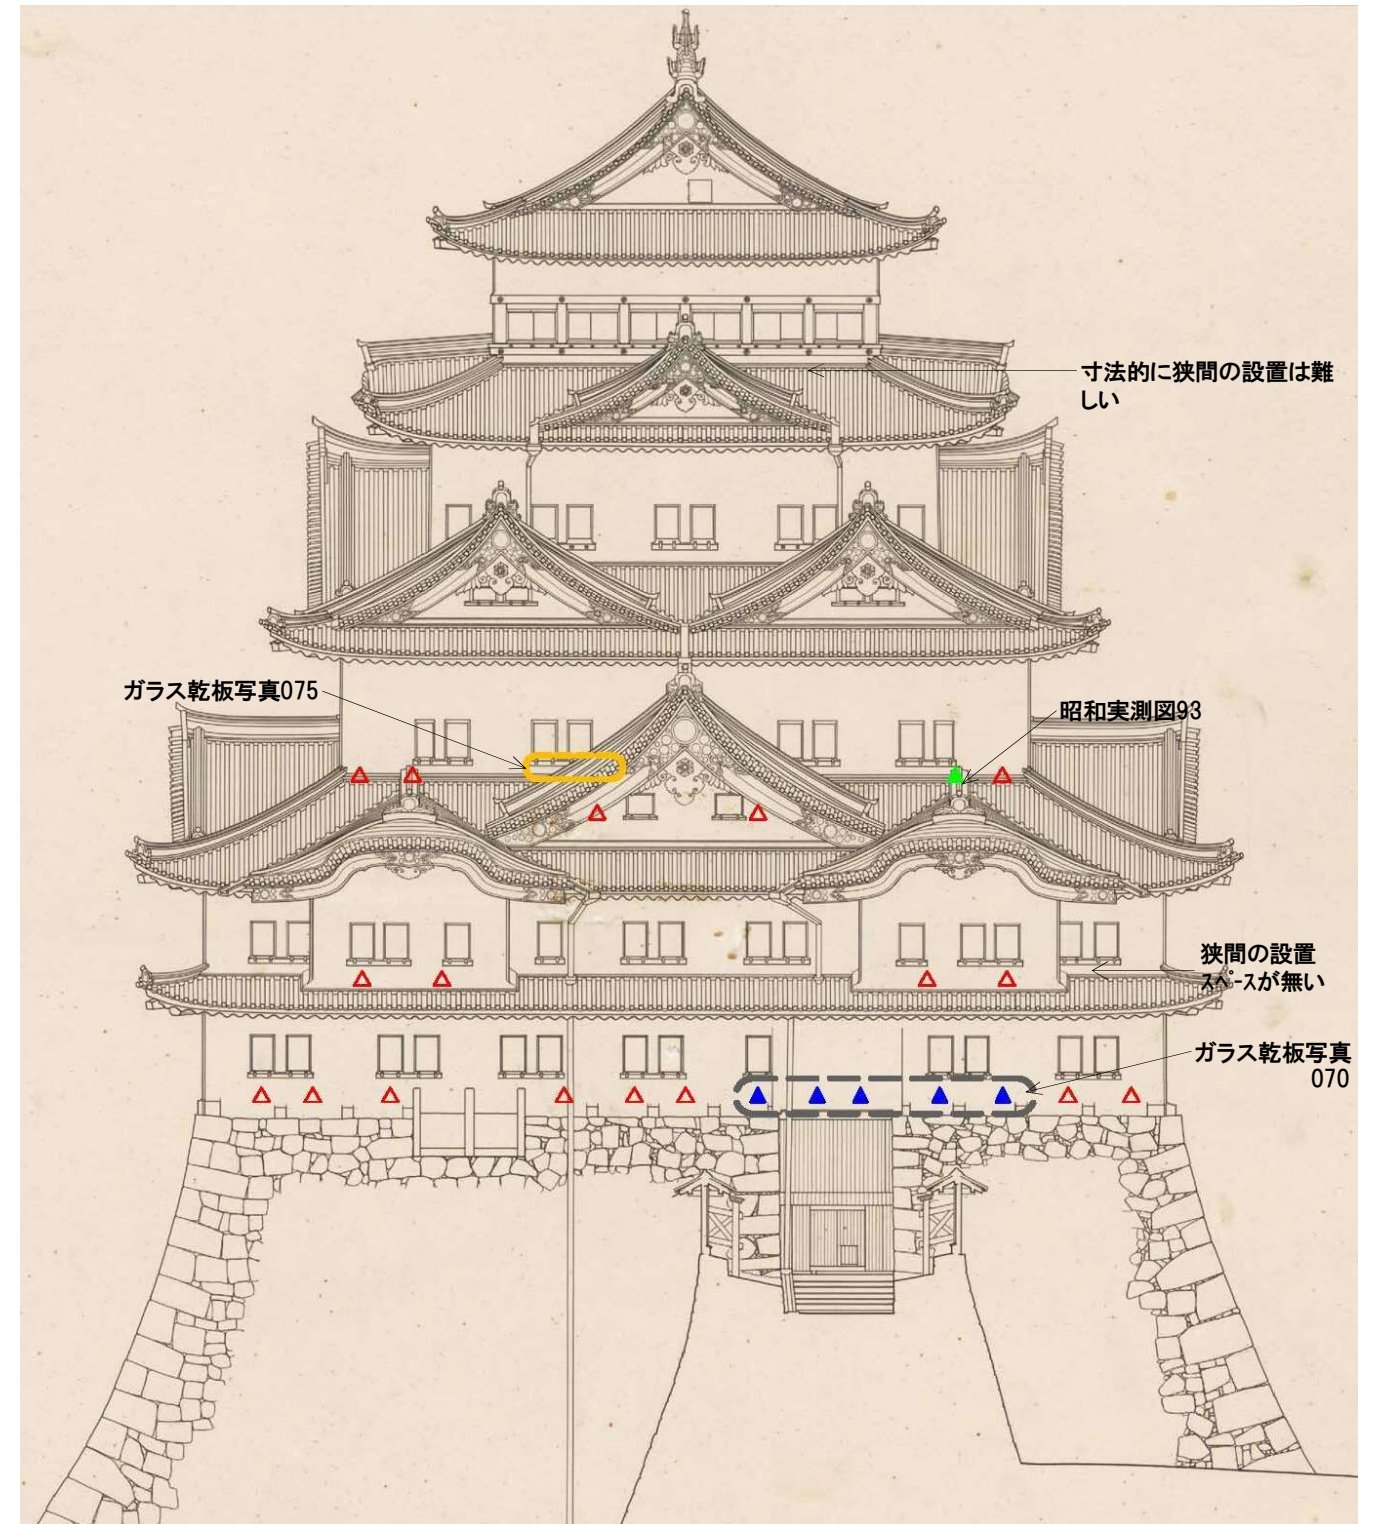 寸法的に狭間の設置は難
しい
ガラス乾板写真075
昭和実測図93
狭間の設置
ｽﾍﾟｰｽが無い
ガラス乾板写真
070